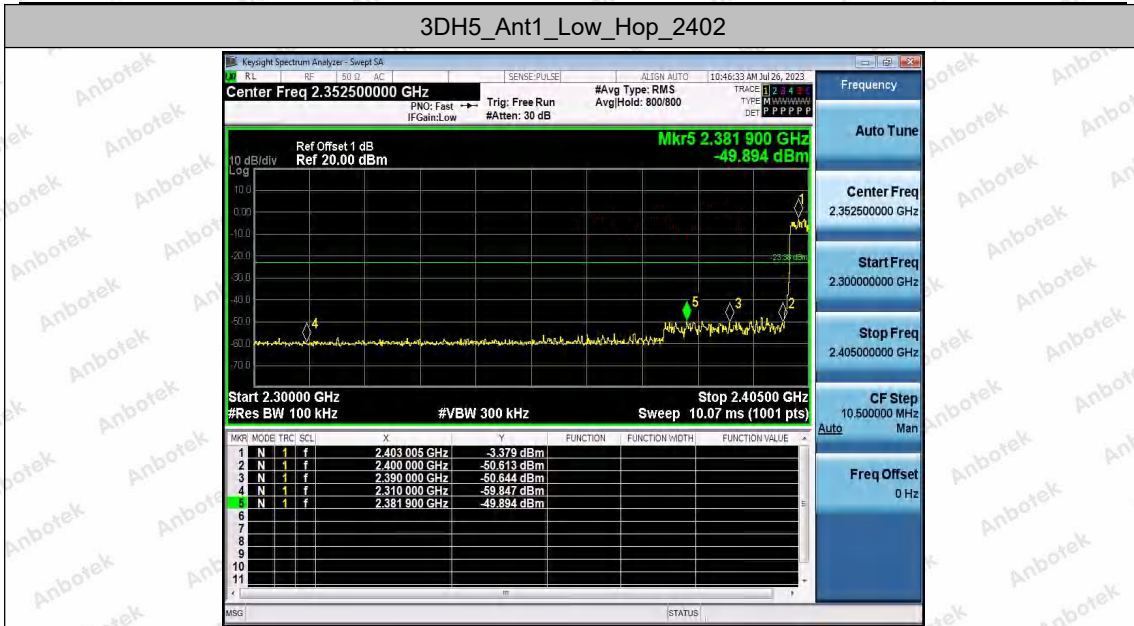 3DH5_Ant1_Low_Hop_2402
Keysight Spectrum Analyzer - Swept SA
RL RF 50 Ω AC SENSE:PULSE ALIGN AUTO 10:46:33 AM Jul 26, 2023
Center Freq 2.352500000 GHz
PNO: Fast
IFGain:Low
Trig: Free Run
#Atten: 30 dB
#Avg Type: RMS
Avg|Hold: 800/800
TRACE 1 2 3 4 5 6
TYPE M WWWWW
DET P P P P P P
Mkr5 2.381 900 GHz
-49.894 dBm
Ref Offset 1 dB
10 dB/div Ref 20.00 dBm
Log
10.0
0.00
-10.0
-20.0
-30.0
-40.0
-50.0
-60.0
-70.0
-23.38 dBm
1
2
3
4
5
Start 2.30000 GHz Stop 2.40500 GHz
#Res BW 100 kHz #VBW 300 kHz Sweep 10.07 ms (1001 pts)
MKR MODE TRC SCL X Y FUNCTION FUNCTION WIDTH FUNCTION VALUE
1 N 1 f 2.403 005 GHz -3.379 dBm
2 N 1 f 2.400 000 GHz -50.613 dBm
3 N 1 f 2.390 000 GHz -50.644 dBm
4 N 1 f 2.310 000 GHz -59.847 dBm
5 N 1 f 2.381 900 GHz -49.894 dBm
6
7
8
9
10
11
MSG STATUS
Frequency
Auto Tune
Center Freq
2.352500000 GHz
Start Freq
2.300000000 GHz
Stop Freq
2.405000000 GHz
CF Step
10.500000 MHz
Auto Man
Freq Offset
0 Hz
Anbotek